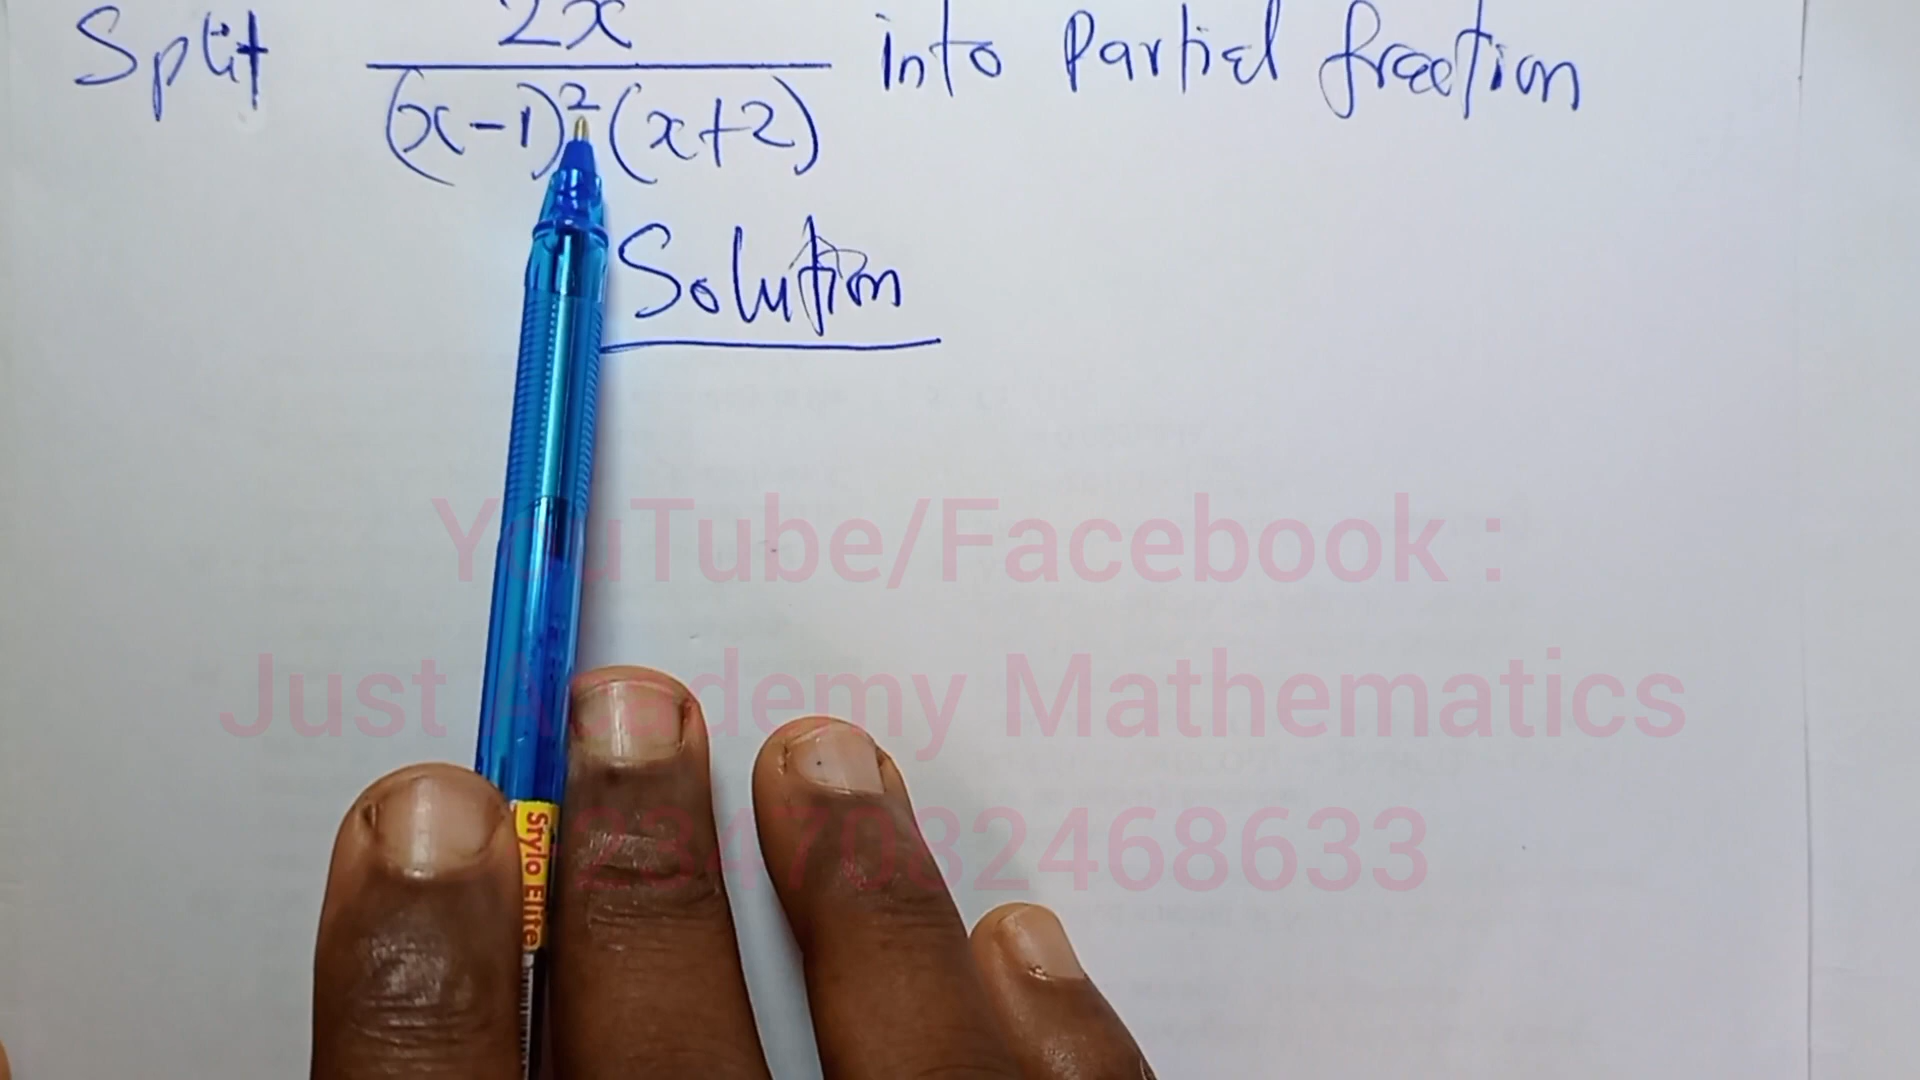 Split 2x / (x-1)²(x+2) into Partial fraction
Solution
YouTube/Facebook :
Just Academy Mathematics
2347082468633
Stylo Elite